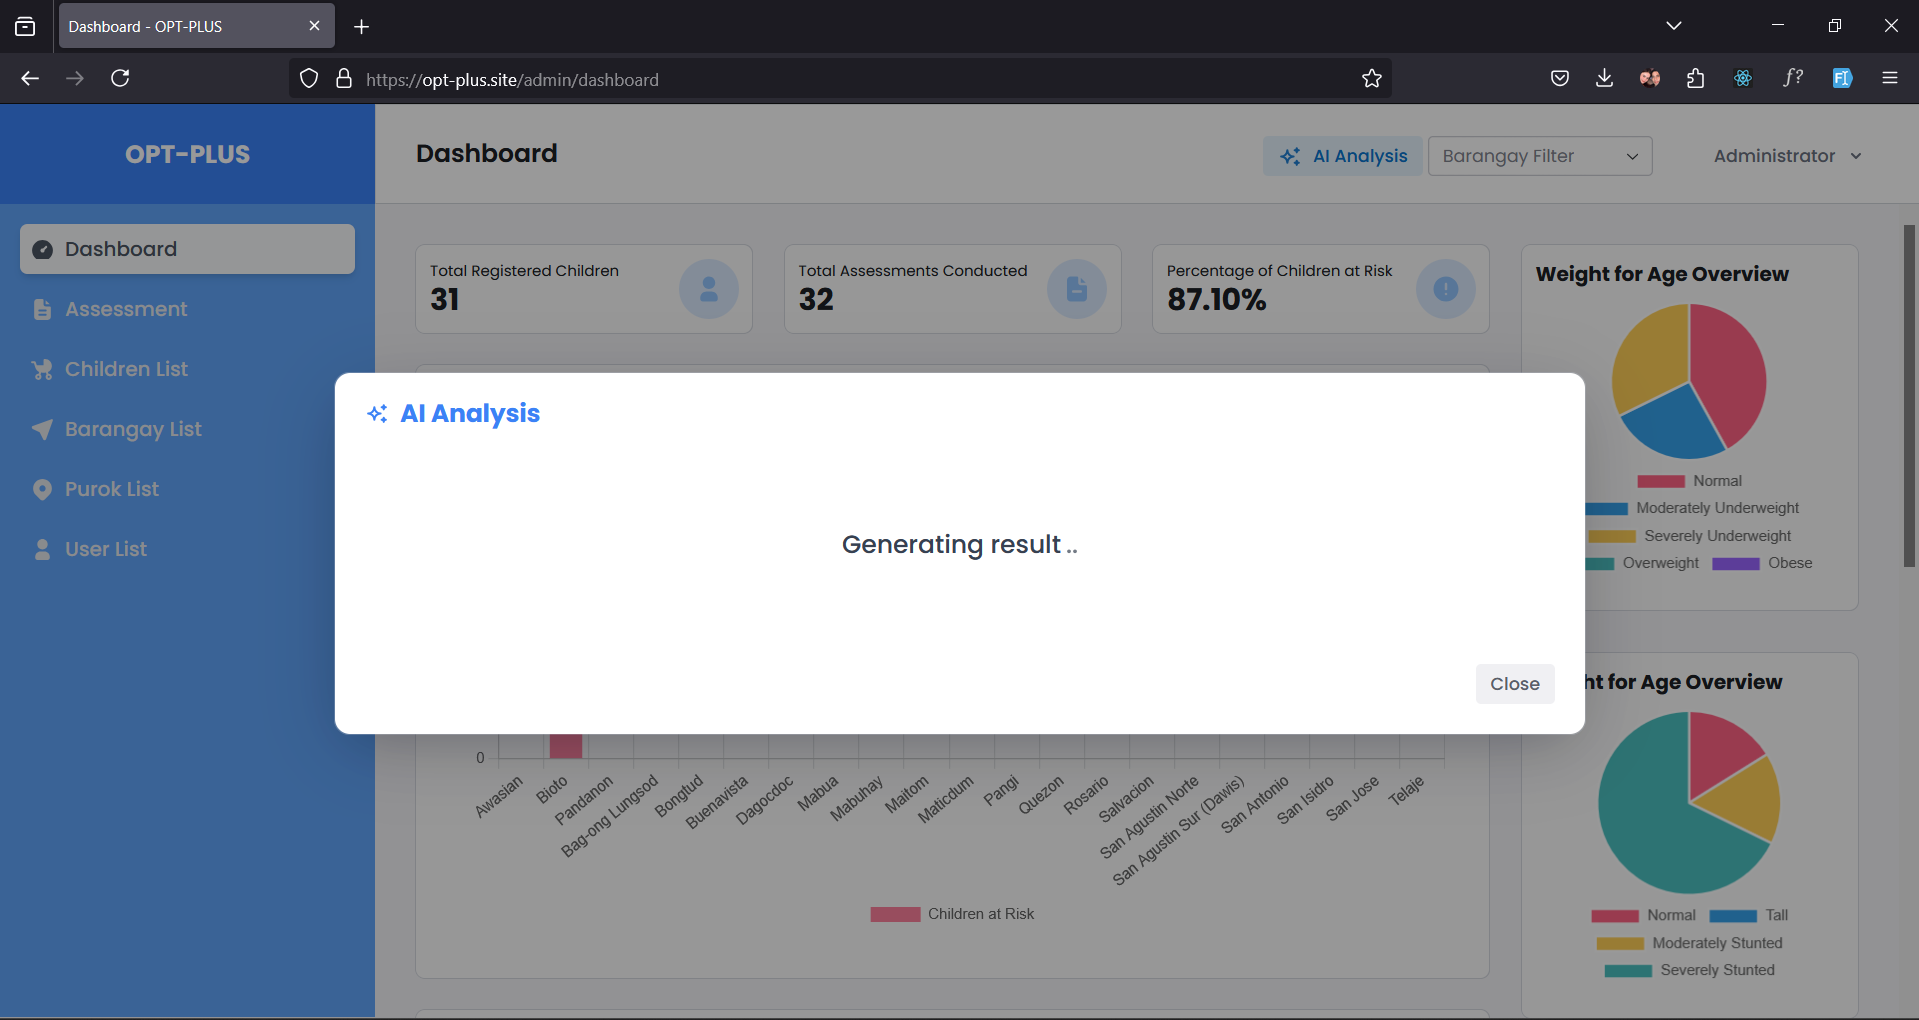 Dashboard - OPT-PLUS
https://opt-plus.site/admin/dashboard
f?
OPT-PLUS
Dashboard
AI Analysis
Barangay Filter
Administrator
Dashboard
Assessment
Children List
Barangay List
Purok List
User List
Total Registered Children
31
Total Assessments Conducted
32
Percentage of Children at Risk
87.10%
Weight for Age Overview
Normal
Moderately Underweight
Severely Underweight
Overweight Obese
AI Analysis
Generating result ..
Close
0
Awasian
Bioto
Pandanon
Bag-ong Lungsod
Bongtud
Buenavista
Dagocdoc
Mabua
Mabuhay
Maitom
Maticdum
Pangi
Quezon
Rosario
Salvacion
San Agustin Norte
San Agustin Sur (Dawis)
San Antonio
San Isidro
San Jose
Telaje
Children at Risk
ht for Age Overview
Normal Tall
Moderately Stunted
Severely Stunted